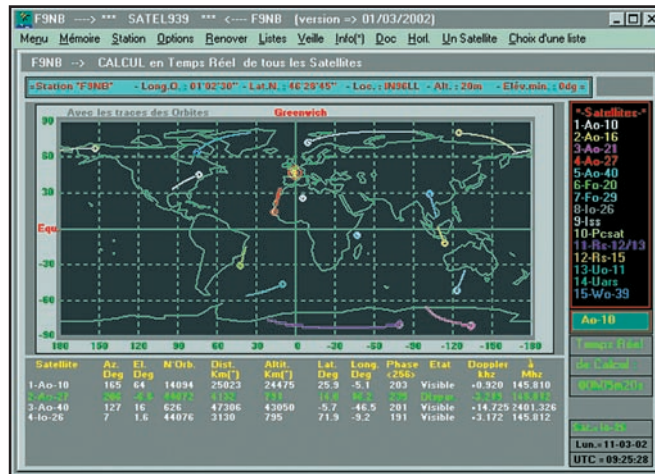 F9NB ----> *** SATEL939 *** <---- F9NB (version => 01/03/2002)
Menu Mémoire Station Options Renover Listes Veille Info(*) Doc Horl. Un Satellite Choix d'une liste
F9NB --> CALCUL en Temps Réel de tous les Satellites
=Station "F9NB" - Long.O. : 01°02'30" - Lat.N. : 46°28'45" - Loc. : IN96LL - Alt. : 20m - Elév.min. : 0dg =
Avec les traces des Orbites Greenwich
90
60
30
Equ
-30
-60
-90
180 150 120 90 60 30 0 -30 -60 -90 -120 -150 -180
*-Satellites-*
1-Ao-10
2-Ao-16
3-Ao-21
4-Ao-27
5-Ao-40
6-Fo-20
7-Fo-29
8-Io-26
9-Iss
10-Pcsat
11-Rs-12/13
12-Rs-15
13-Uo-11
14-Uars
15-Wo-39
Ao-10
Temps Réel
de Calcul
00h05m20s
Satellite Az. El. N°Orb. Dist. Altit. Lat. Long. Phase Etat Doppler à
Deg Deg Km(*) Km(*) Deg Deg <256> khz Mhz
1-Ao-10 165 64 14094 25023 24475 25.9 -5.1 203 Visible +0.920 145.810
2-Ao-27 44072 4132 Dispar
3-Ao-40 127 16 626 47306 43050 -5.7 -46.5 201 Visible +14.725 2401.326
4-Io-26 7 1.6 44076 3130 795 71.9 -9.2 191 Visible -3.172 145.812
Lun.= 11-03-02
UTC = 09:25:28